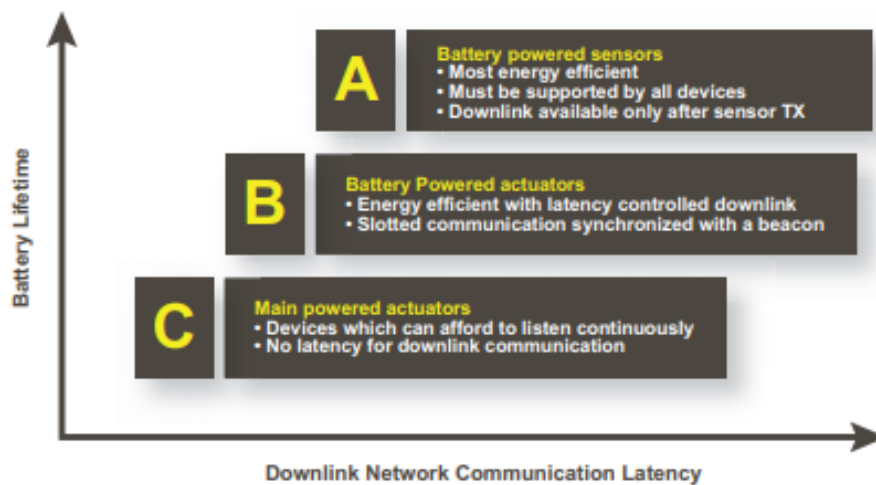 A
Battery powered sensors
• Most energy efficient
• Must be supported by all devices
• Downlink available only after sensor TX
B
Battery Powered actuators
• Energy efficient with latency controlled downlink
• Slotted communication synchronized with a beacon
C
Main powered actuators
• Devices which can afford to listen continuously
• No latency for downlink communication
Battery Lifetime
Downlink Network Communication Latency